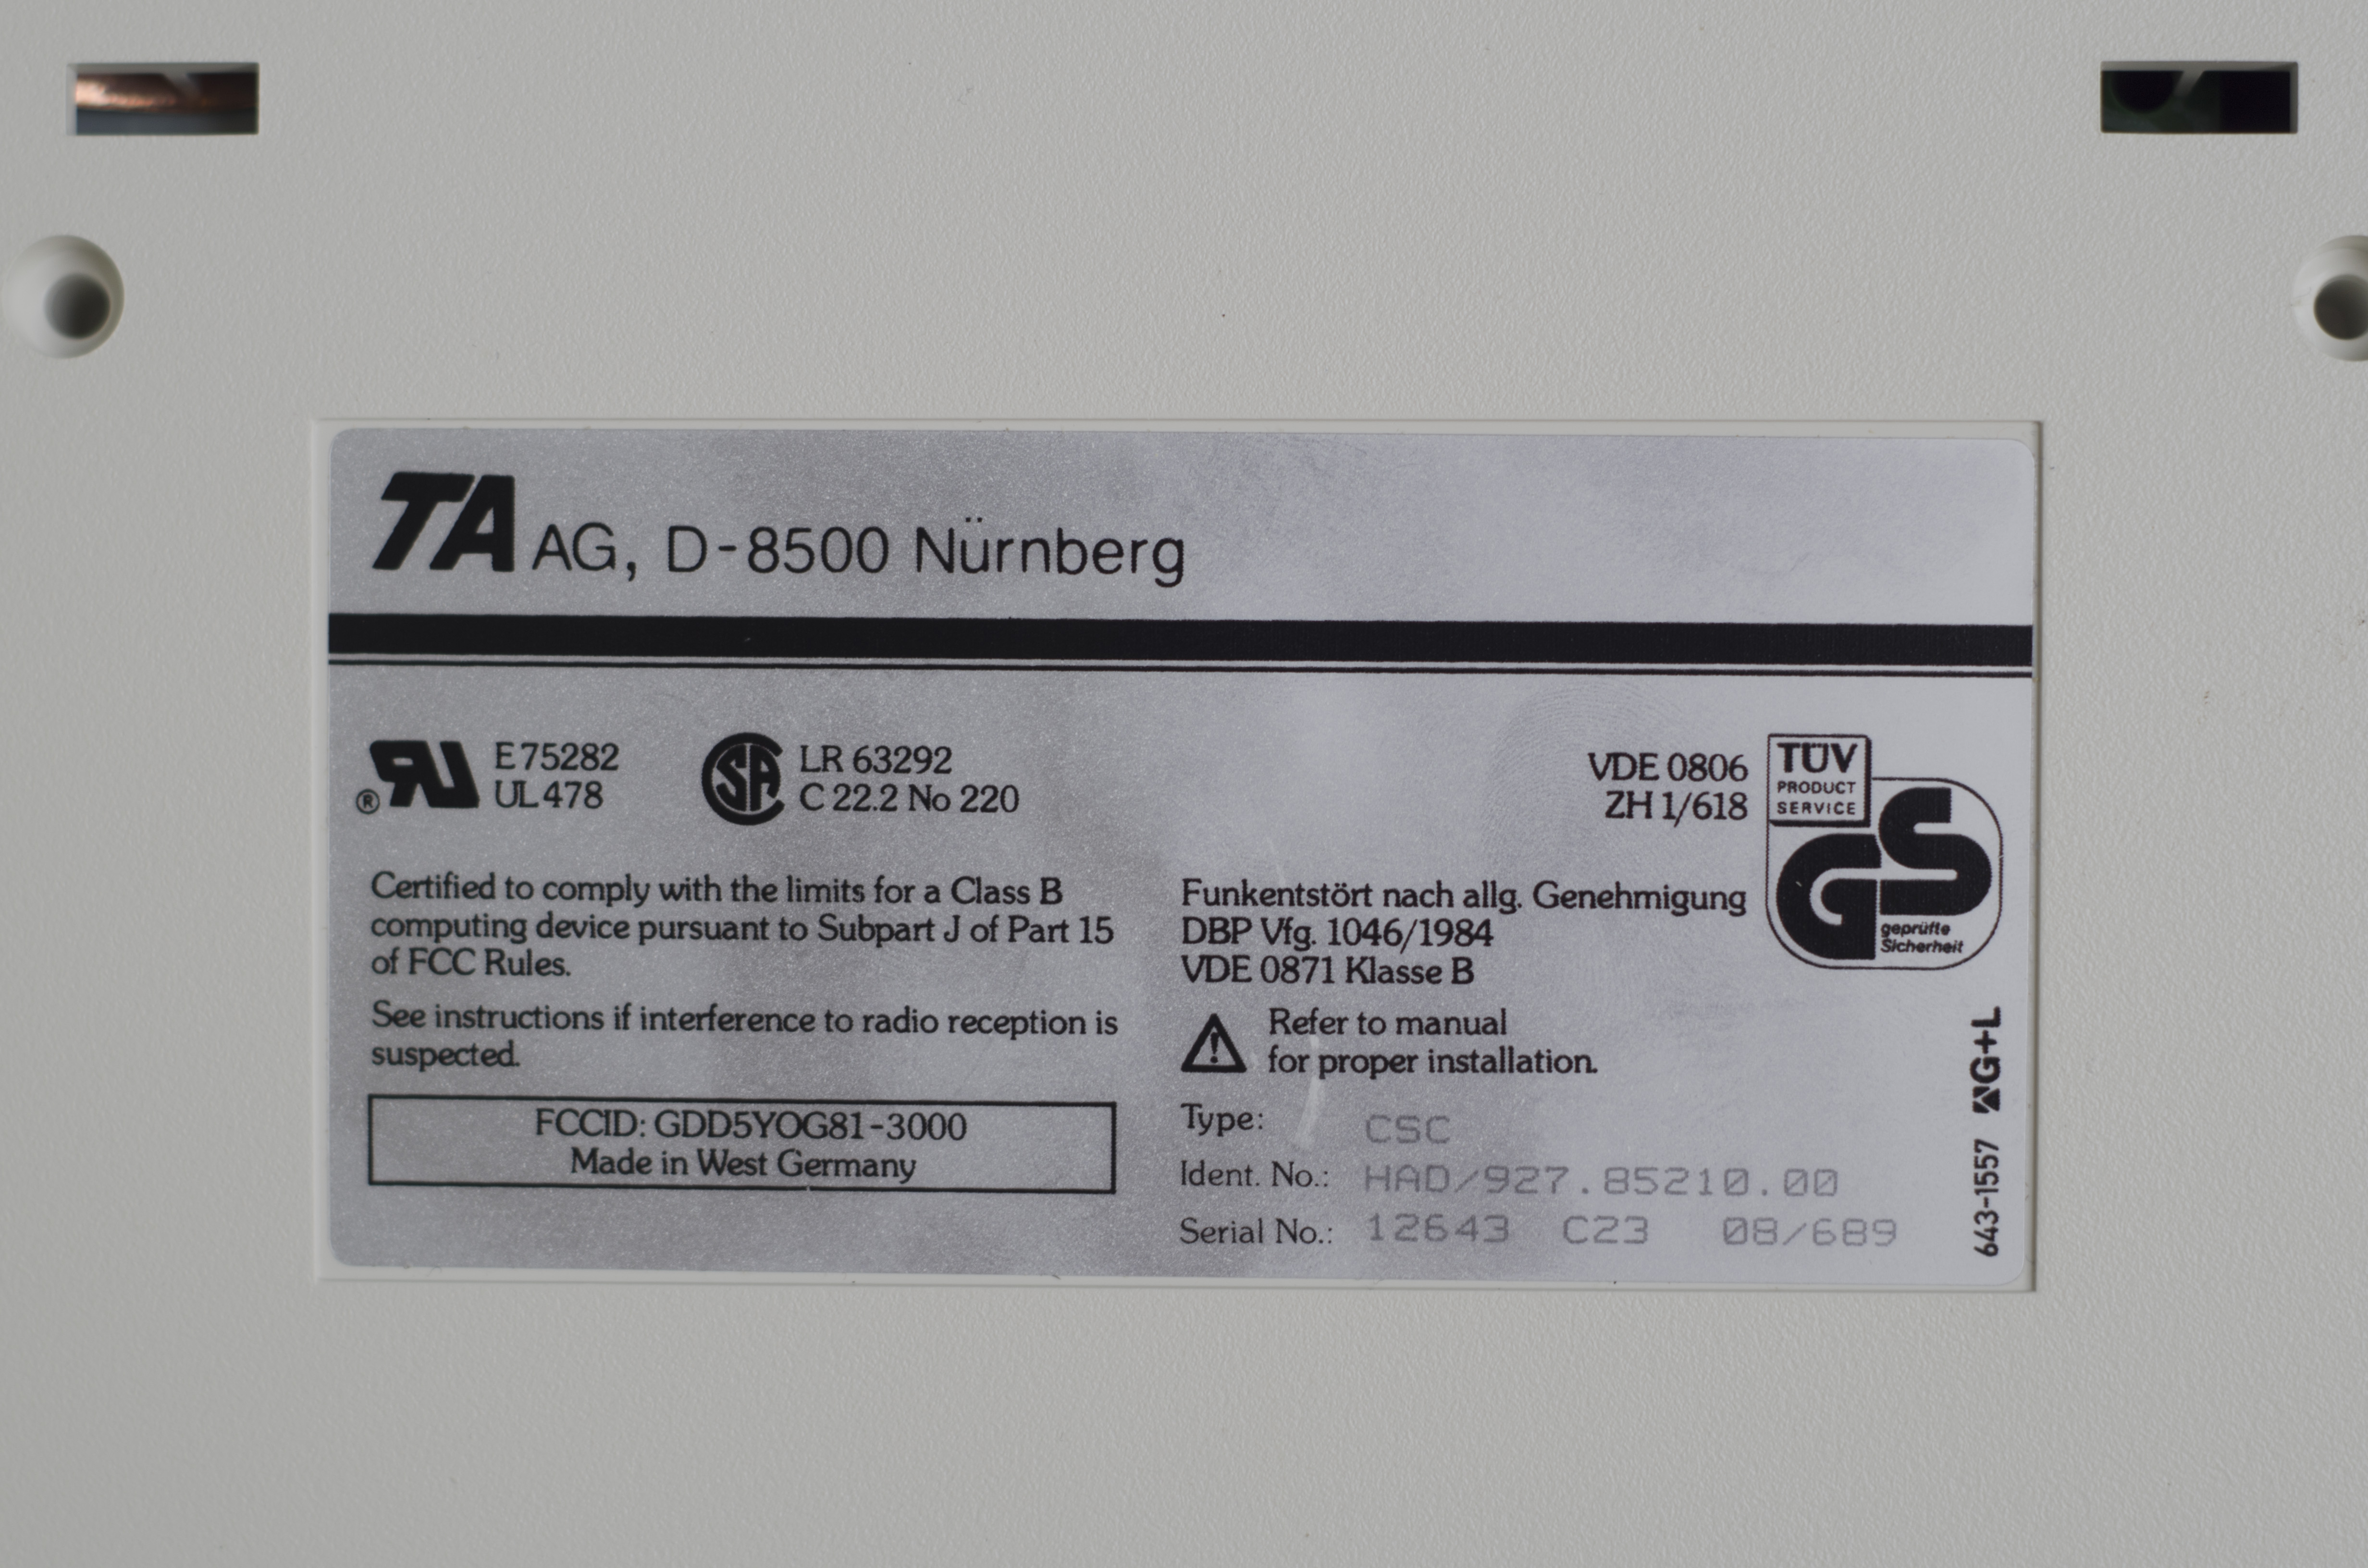 TA AG, D-8500 Nürnberg
E 75282
UL 478
®
SA
LR 63292
C 22.2 No 220
VDE 0806
ZH 1/618
TÜV
PRODUCT
SERVICE
GS
geprüfte
Sicherheit
Certified to comply with the limits for a Class B
computing device pursuant to Subpart J of Part 15
of FCC Rules.
See instructions if interference to radio reception is
suspected.
FCCID: GDD5YOG81-3000
Made in West Germany
Funkentstört nach allg. Genehmigung
DBP Vfg. 1046/1984
VDE 0871 Klasse B
Refer to manual
for proper installation.
Type: CSC
Ident. No.: HAD/927.85210.00
Serial No.: 12643 C23 08/689
643-1557 G+L